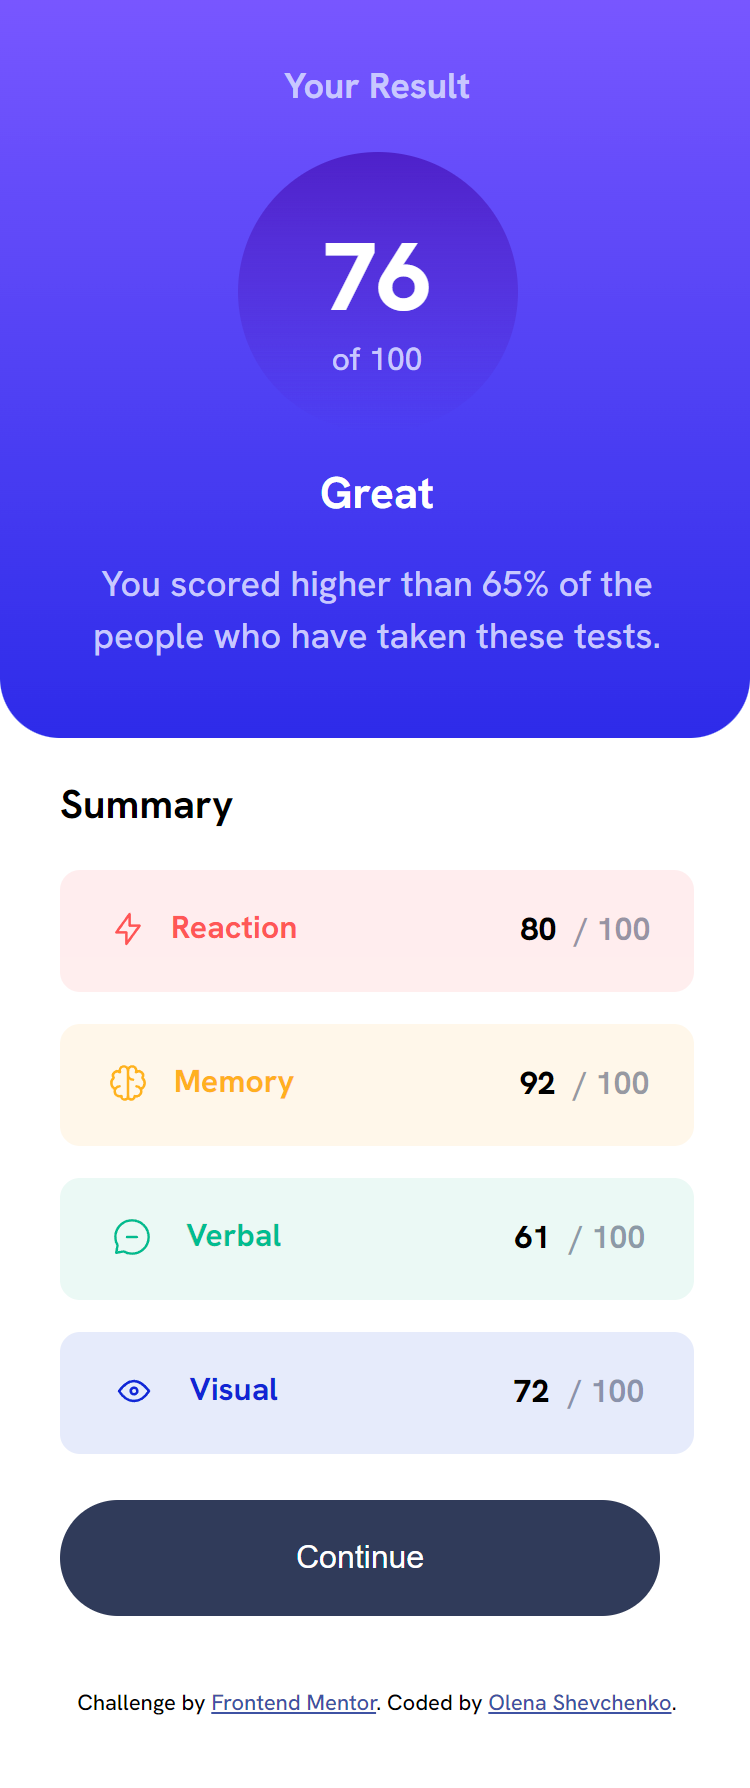 Your Result
76
of 100
Great
You scored higher than 65% of the
people who have taken these tests.
Summary
Reaction 80 / 100
Memory 92 / 100
Verbal 61 / 100
Visual 72 / 100
Continue
Challenge by Frontend Mentor. Coded by Olena Shevchenko.